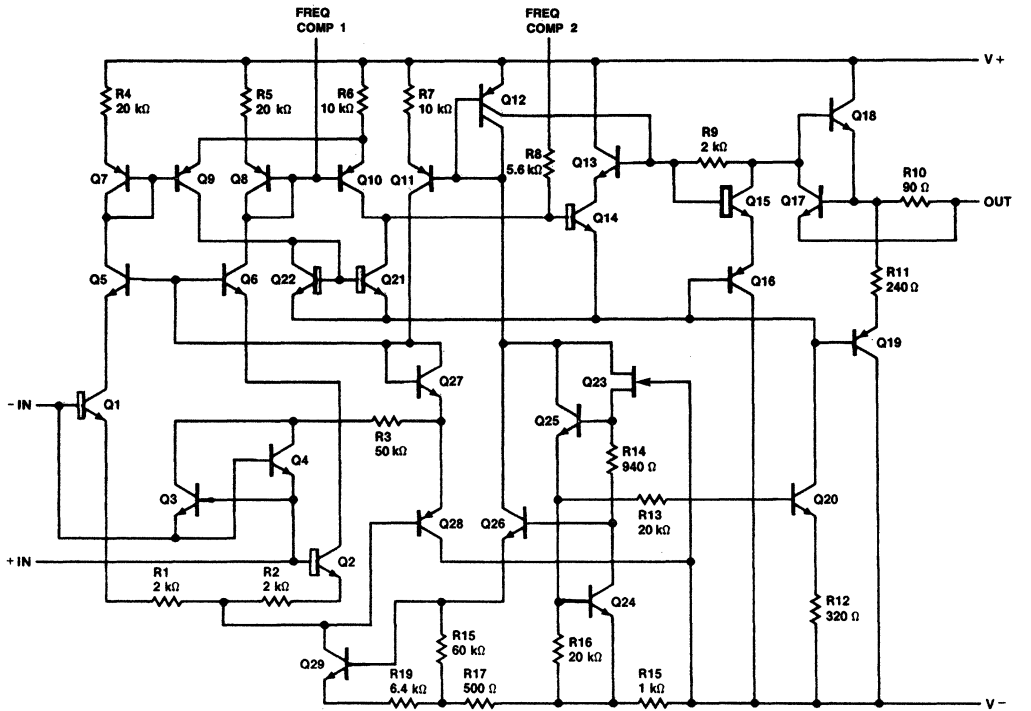 FREQ
COMP 1
FREQ
COMP 2
V+
R4
20 kΩ
R5
20 kΩ
R6
10 kΩ
R7
10 kΩ
Q12
Q18
R9
2 kΩ
R8
5.6 kΩ
Q13
Q7
Q9
Q8
Q10
Q11
Q14
Q15
Q17
R10
90 Ω
OUT
Q5
Q6
Q22
Q21
Q16
R11
240 Ω
Q19
Q27
Q23
-IN
Q1
R3
50 kΩ
Q25
R14
940 Ω
Q4
Q3
Q28
Q26
R13
20 kΩ
Q20
+IN
Q2
R1
2 kΩ
R2
2 kΩ
Q24
R12
320 Ω
Q29
R15
60 kΩ
R16
20 kΩ
R19
6.4 kΩ
R17
500 Ω
R15
1 kΩ
V-